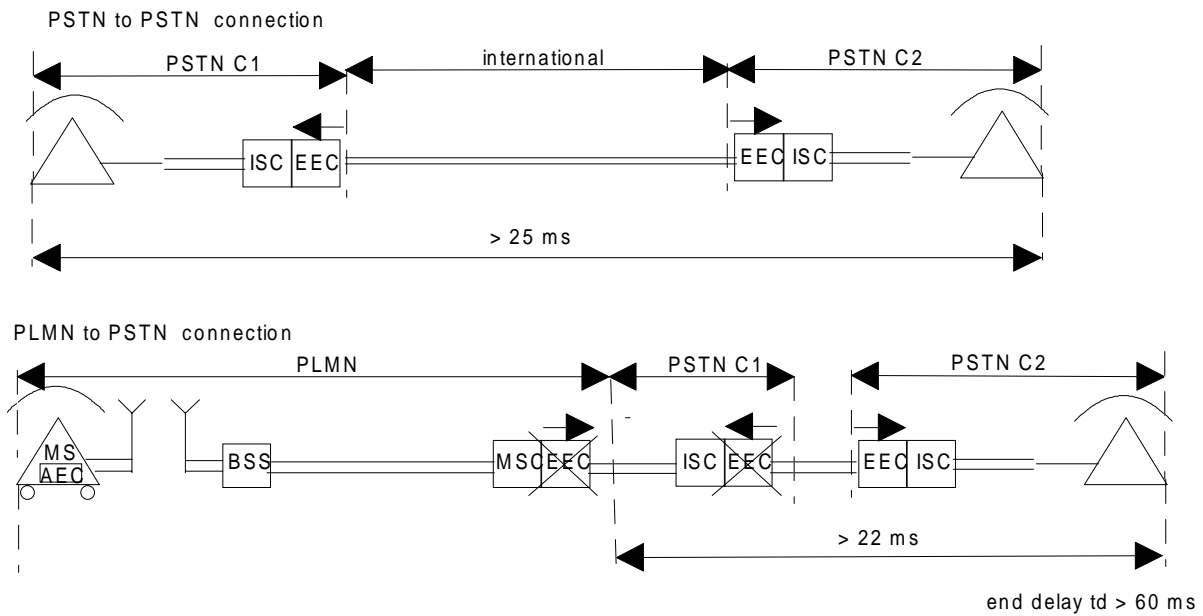 PSTN to PSTN connection
PSTN C1
international
PSTN C2
ISC EEC
EEC ISC
> 25 ms
PLMN to PSTN connection
PLMN
PSTN C1
PSTN C2
MS
AEC
BSS
MSC EEC
ISC EEC
EEC ISC
> 22 ms
end delay td > 60 ms